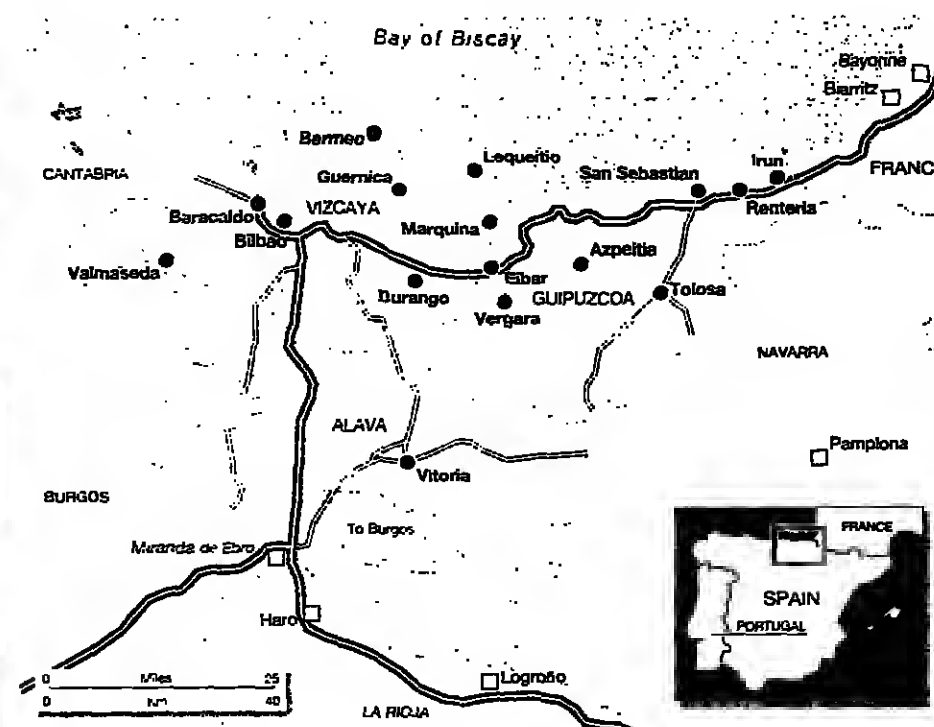 Bay of Biscay
Bayonne
Biarritz
Bermeo
Lequeitio
CANTABRIA
Guernica
San Sebastian
Irun
FRANC
Baracaldo
VIZCAYA
Renteria
Bilbao
Marquina
Valmaseda
Azpeitia
Eibar
Durango
GUIPUZCOA
Tolosa
Vergara
NAVARRA
ALAVA
Pamplona
Vitoria
BURGOS
To Burgos
FRANCE
Miranda de Ebro
SPAIN
Haro
PORTUGAL
0 Miles 25
0 Km 40
Logroño
LA RIOJA